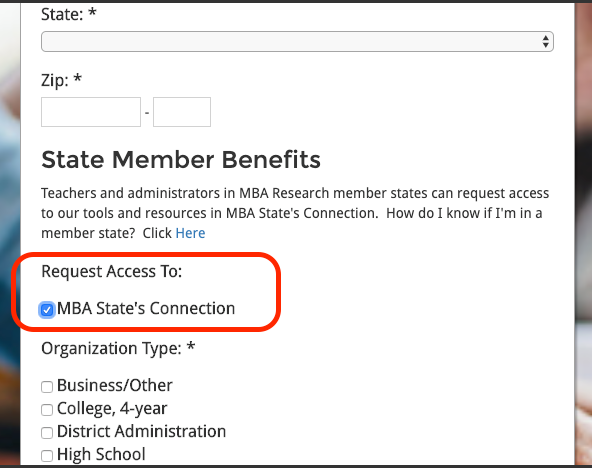 State: *
Zip: *
-
State Member Benefits
Teachers and administrators in MBA Research member states can request access
to our tools and resources in MBA State's Connection.  How do I know if I'm in a
member state?  Click Here
Request Access To:
MBA State's Connection
Organization Type: *
Business/Other
College, 4-year
District Administration
High School